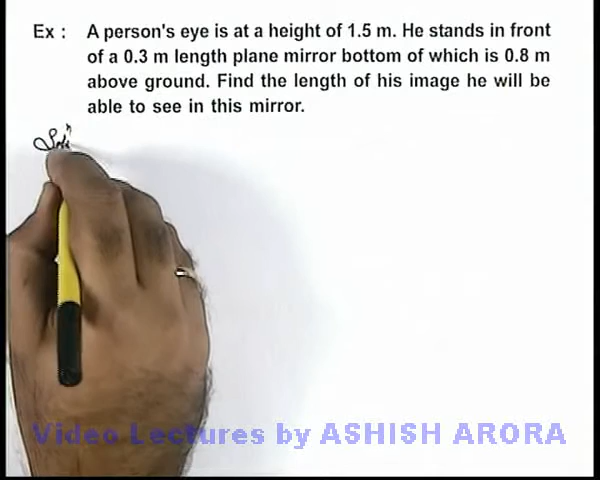 Ex : A person's eye is at a height of 1.5 m. He stands in front
of a 0.3 m length plane mirror bottom of which is 0.8 m
above ground. Find the length of his image he will be
able to see in this mirror.
Soln
Video Lectures by ASHISH ARORA